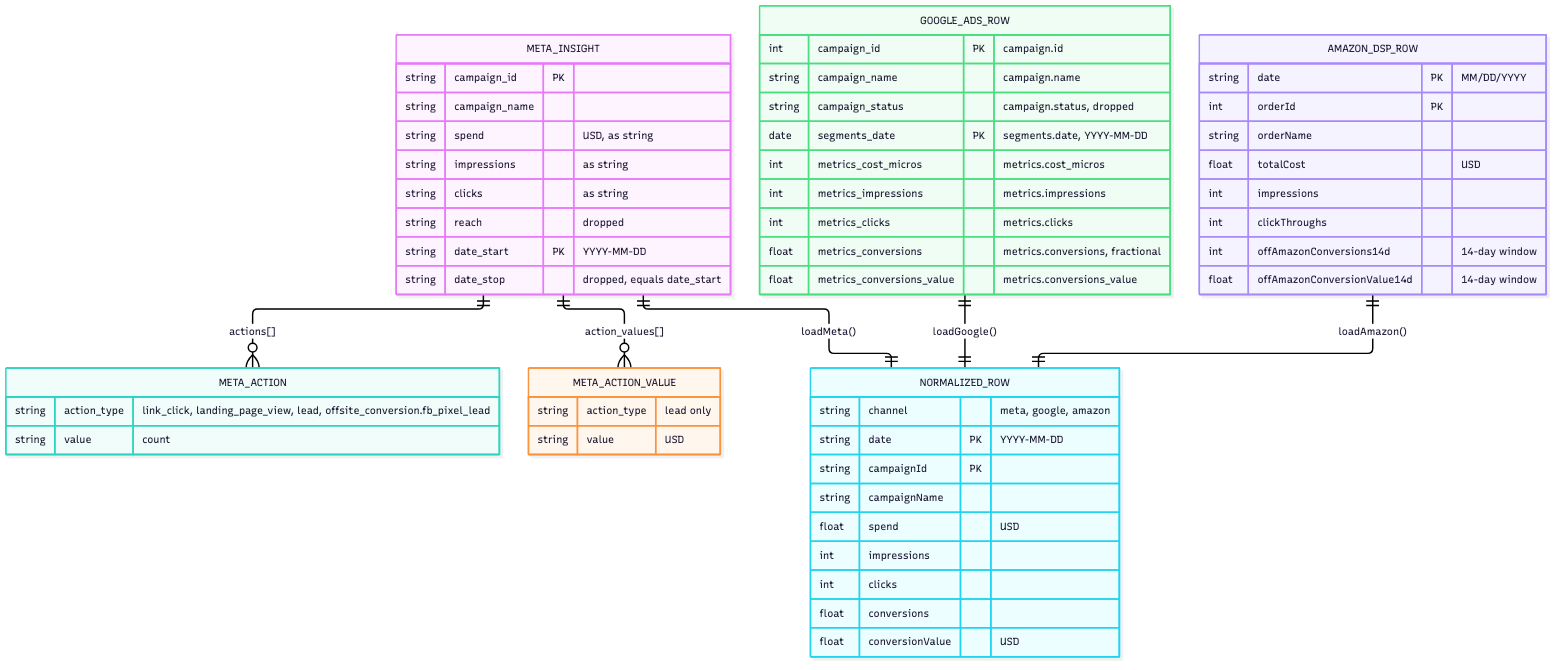 META_INSIGHT
string campaign_id PK
string campaign_name
string spend USD, as string
string impressions as string
string clicks as string
string reach dropped
string date_start PK YYYY-MM-DD
string date_stop dropped, equals date_start
GOOGLE_ADS_ROW
int campaign_id PK campaign.id
string campaign_name campaign.name
string campaign_status campaign.status, dropped
date segments_date PK segments.date, YYYY-MM-DD
int metrics_cost_micros metrics.cost_micros
int metrics_impressions metrics.impressions
int metrics_clicks metrics.clicks
float metrics_conversions metrics.conversions, fractional
float metrics_conversions_value metrics.conversions_value
AMAZON_DSP_ROW
string date PK MM/DD/YYYY
int orderId PK
string orderName
float totalCost USD
int impressions
int clickThroughs
int offAmazonConversions14d 14-day window
float offAmazonConversionValue14d 14-day window
actions[]
action_values[]
loadMeta()
loadGoogle()
loadAmazon()
META_ACTION
string action_type link_click, landing_page_view, lead, offsite_conversion.fb_pixel_lead
string value count
META_ACTION_VALUE
string action_type lead only
string value USD
NORMALIZED_ROW
string channel meta, google, amazon
string date PK YYYY-MM-DD
string campaignId PK
string campaignName
float spend USD
int impressions
int clicks
float conversions
float conversionValue USD